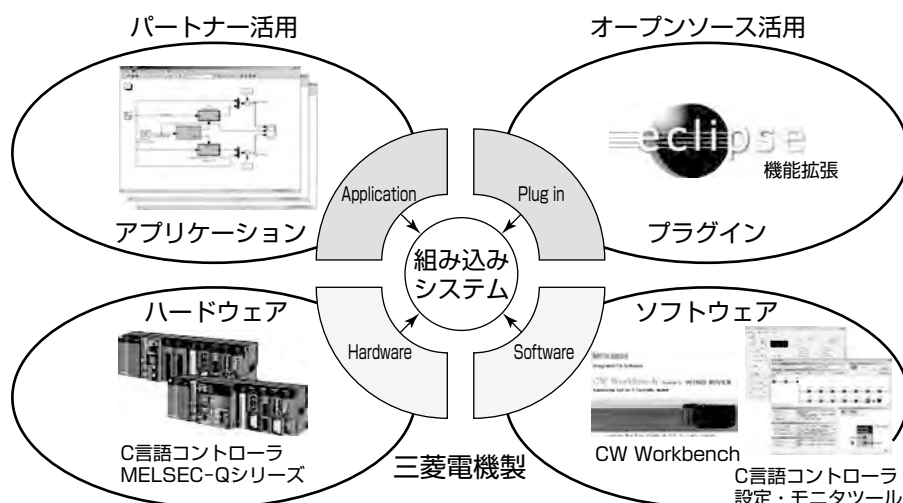 パートナー活用
オープンソース活用
eclipse
機能拡張
Application
Plug in
アプリケーション
プラグイン
組み込み
システム
ハードウェア
ソフトウェア
Hardware
Software
MITSUBISHI
CW Workbench
WIND RIVER
C言語コントローラ
MELSEC-Qシリーズ
三菱電機製
CW Workbench
C言語コントローラ
設定・モニタツール